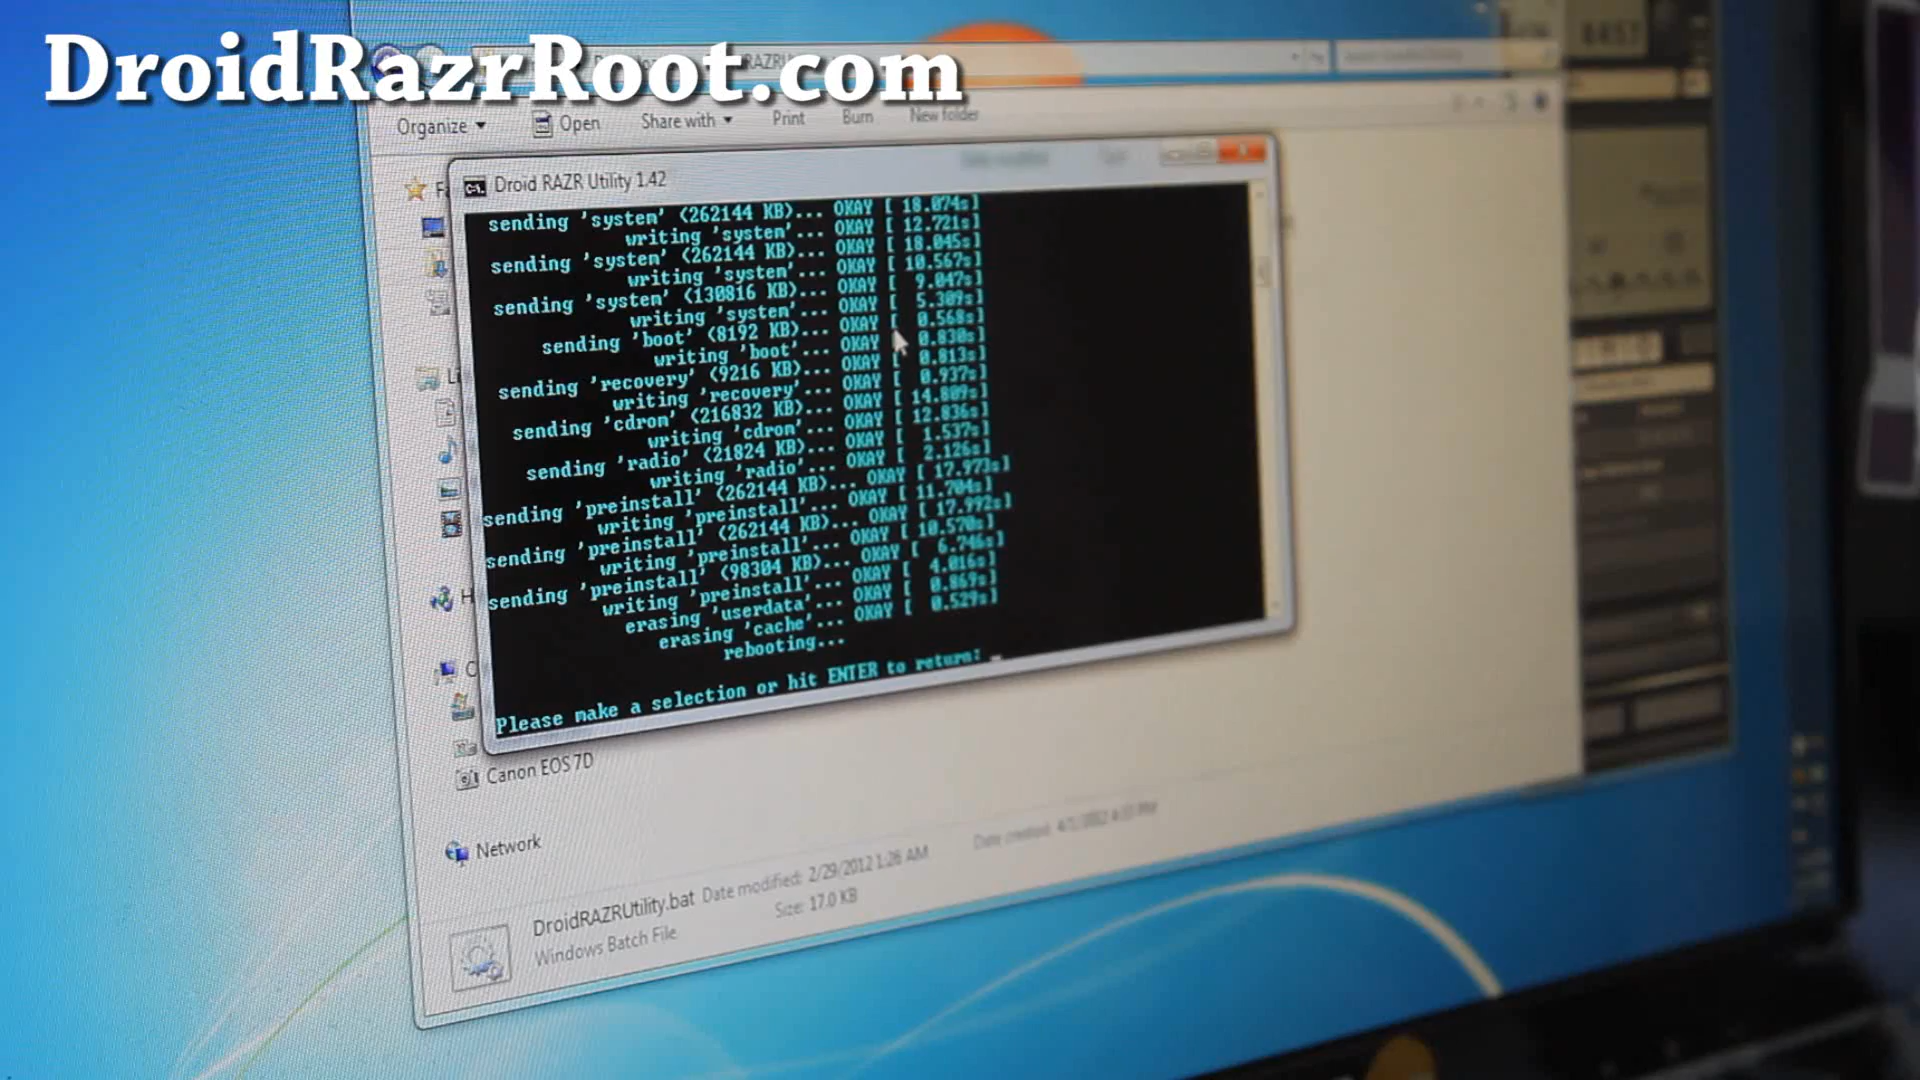 DroidRazrRoot.com
Organize
Open
Share with
Print
Burn
New folder
Droid RAZR Utility 1.42
sending 'system' (262144 KB)... OKAY [ 18.074s]
writing 'system'... OKAY [ 12.721s]
sending 'system' (262144 KB)... OKAY [ 18.045s]
writing 'system'... OKAY [ 10.567s]
sending 'system' (130816 KB)... OKAY [ 9.047s]
writing 'system'... OKAY [ 5.309s]
sending 'boot' (8192 KB)... OKAY [ 0.568s]
writing 'boot'... OKAY [ 0.830s]
sending 'recovery' (9216 KB)... OKAY [ 0.813s]
writing 'recovery'... OKAY [ 0.937s]
sending 'cdrom' (216832 KB)... OKAY [ 14.809s]
writing 'cdrom'... OKAY [ 12.836s]
sending 'radio' (21824 KB)... OKAY [ 1.537s]
writing 'radio'... OKAY [ 2.126s]
sending 'preinstall' (262144 KB)... OKAY [ 17.973s]
writing 'preinstall'... OKAY [ 11.704s]
sending 'preinstall' (262144 KB)... OKAY [ 17.992s]
writing 'preinstall'... OKAY [ 10.570s]
sending 'preinstall' (98304 KB)... OKAY [ 6.746s]
writing 'preinstall'... OKAY [ 4.016s]
erasing 'userdata'... OKAY [ 0.869s]
erasing 'cache'... OKAY [ 0.529s]
rebooting...
Please make a selection or hit ENTER to return:
Canon EOS 7D
Network
DroidRAZRUtility.bat Date modified: 2/29/2012 1:26 AM
Date created:
Windows Batch File
Size: 17.0 KB